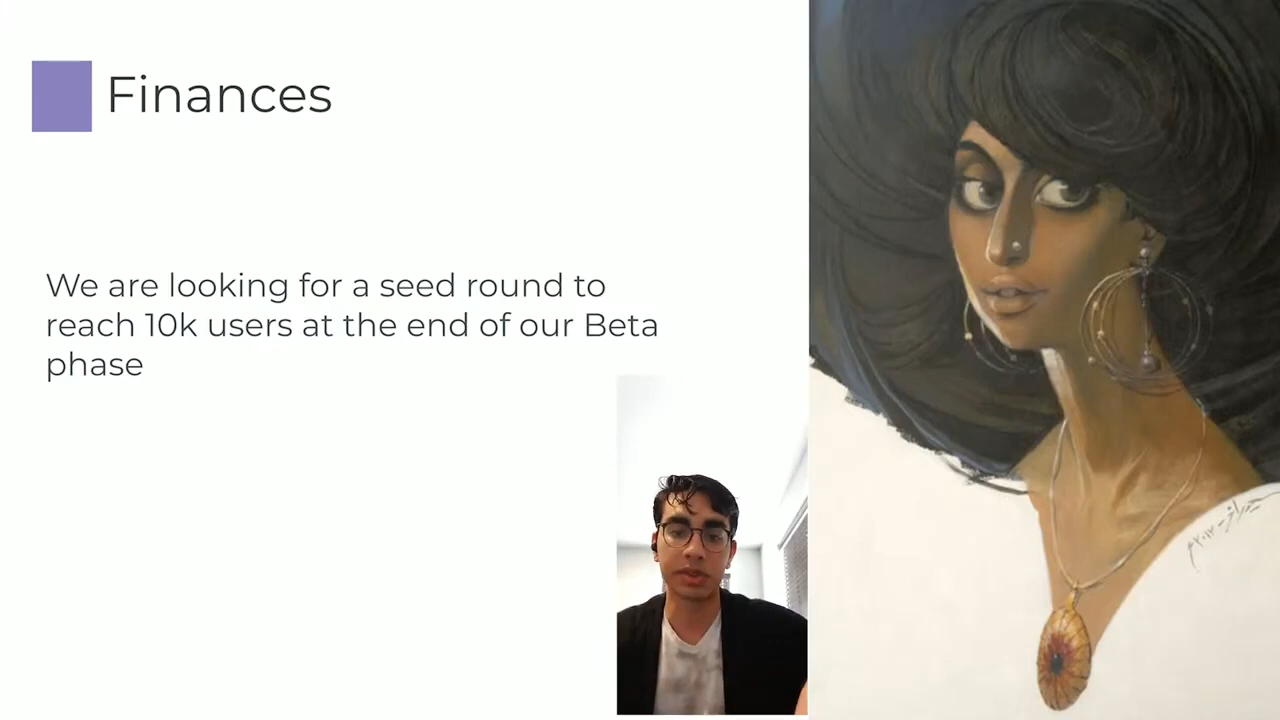 Finances
We are looking for a seed round to
reach 10k users at the end of our Beta
phase